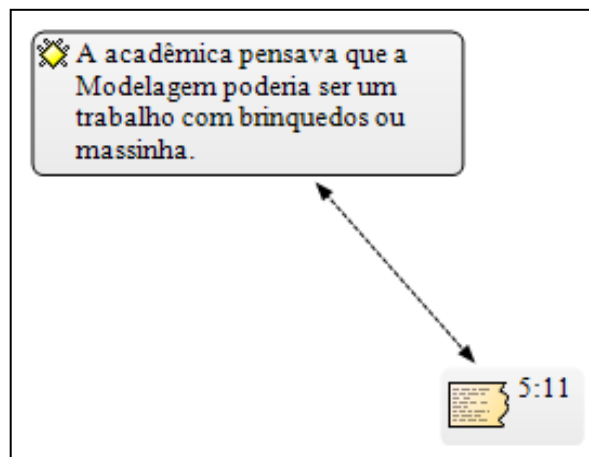 A acadêmica pensava que a
Modelagem poderia ser um
trabalho com brinquedos ou
massinha.
5:11